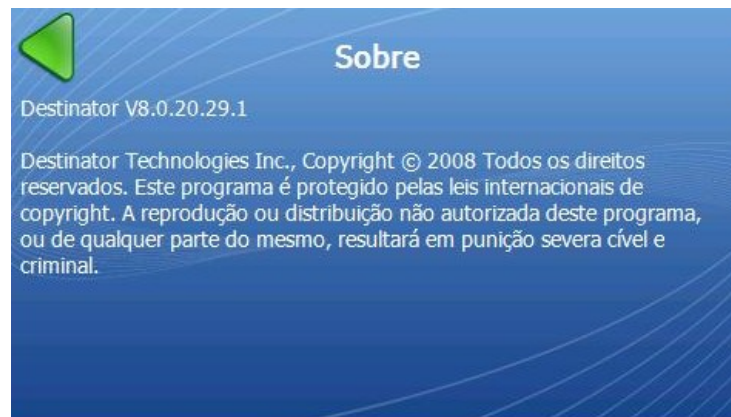 Sobre
Destinator V8.0.20.29.1
Destinator Technologies Inc., Copyright © 2008 Todos os direitos
reservados. Este programa é protegido pelas leis internacionais de
copyright. A reprodução ou distribuição não autorizada deste programa,
ou de qualquer parte do mesmo, resultará em punição severa cível e
criminal.